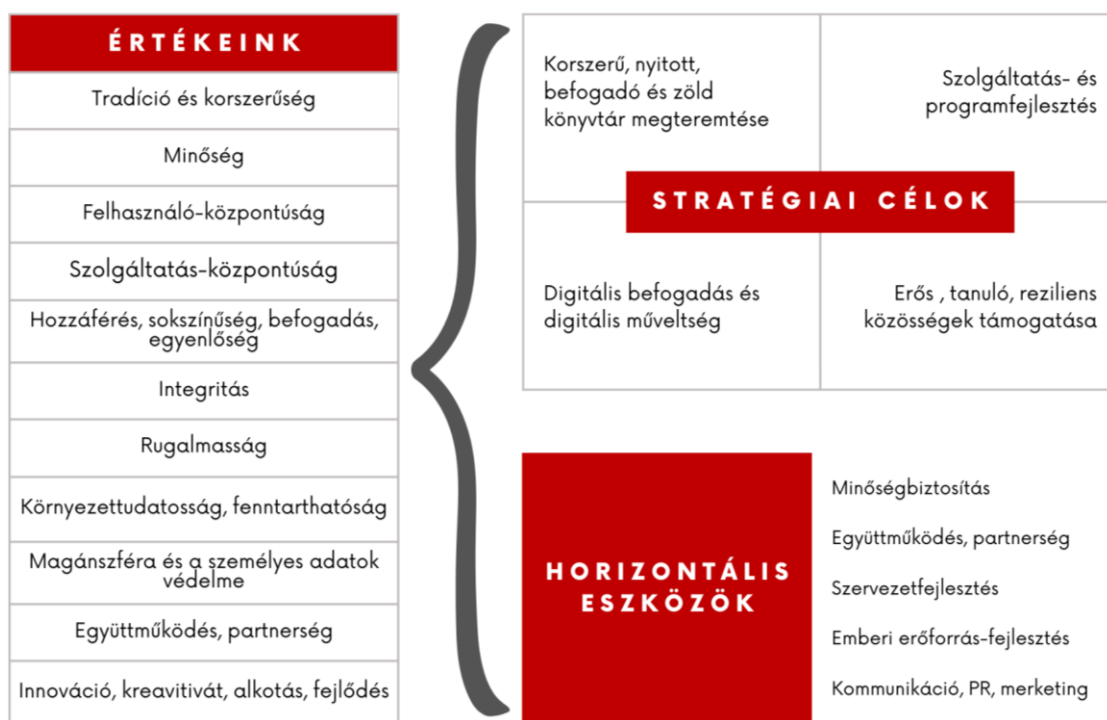 ÉRTÉKEINK
Tradíció és korszerűség
Minőség
Felhasználó-központúság
Szolgáltatás-központúság
Hozzáférés, sokszínűség, befogadás,
egyenlőség
Integritás
Rugalmasság
Környezettudatosság, fenntarthatóság
Magánszféra és a személyes adatok
védelme
Együttműködés, partnerség
Innováció, kreavitivát, alkotás, fejlődés
Korszerű, nyitott,
befogadó és zöld
könyvtár megteremtése
Szolgáltatás- és
programfejlesztés
STRATÉGIAI CÉLOK
Digitális befogadás és
digitális műveltség
Erős , tanuló, reziliens
közösségek támogatása
HORIZONTÁLIS
ESZKÖZÖK
Minőségbiztosítás
Együttműködés, partnerség
Szervezetfejlesztés
Emberi erőforrás-fejlesztés
Kommunikáció, PR, merketing